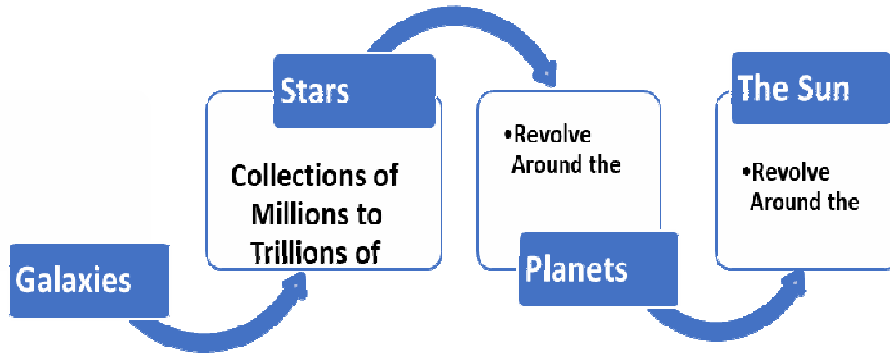 Galaxies
Stars
Collections of
Millions to
Trillions of
•Revolve
Around the
Planets
The Sun
•Revolve
Around the